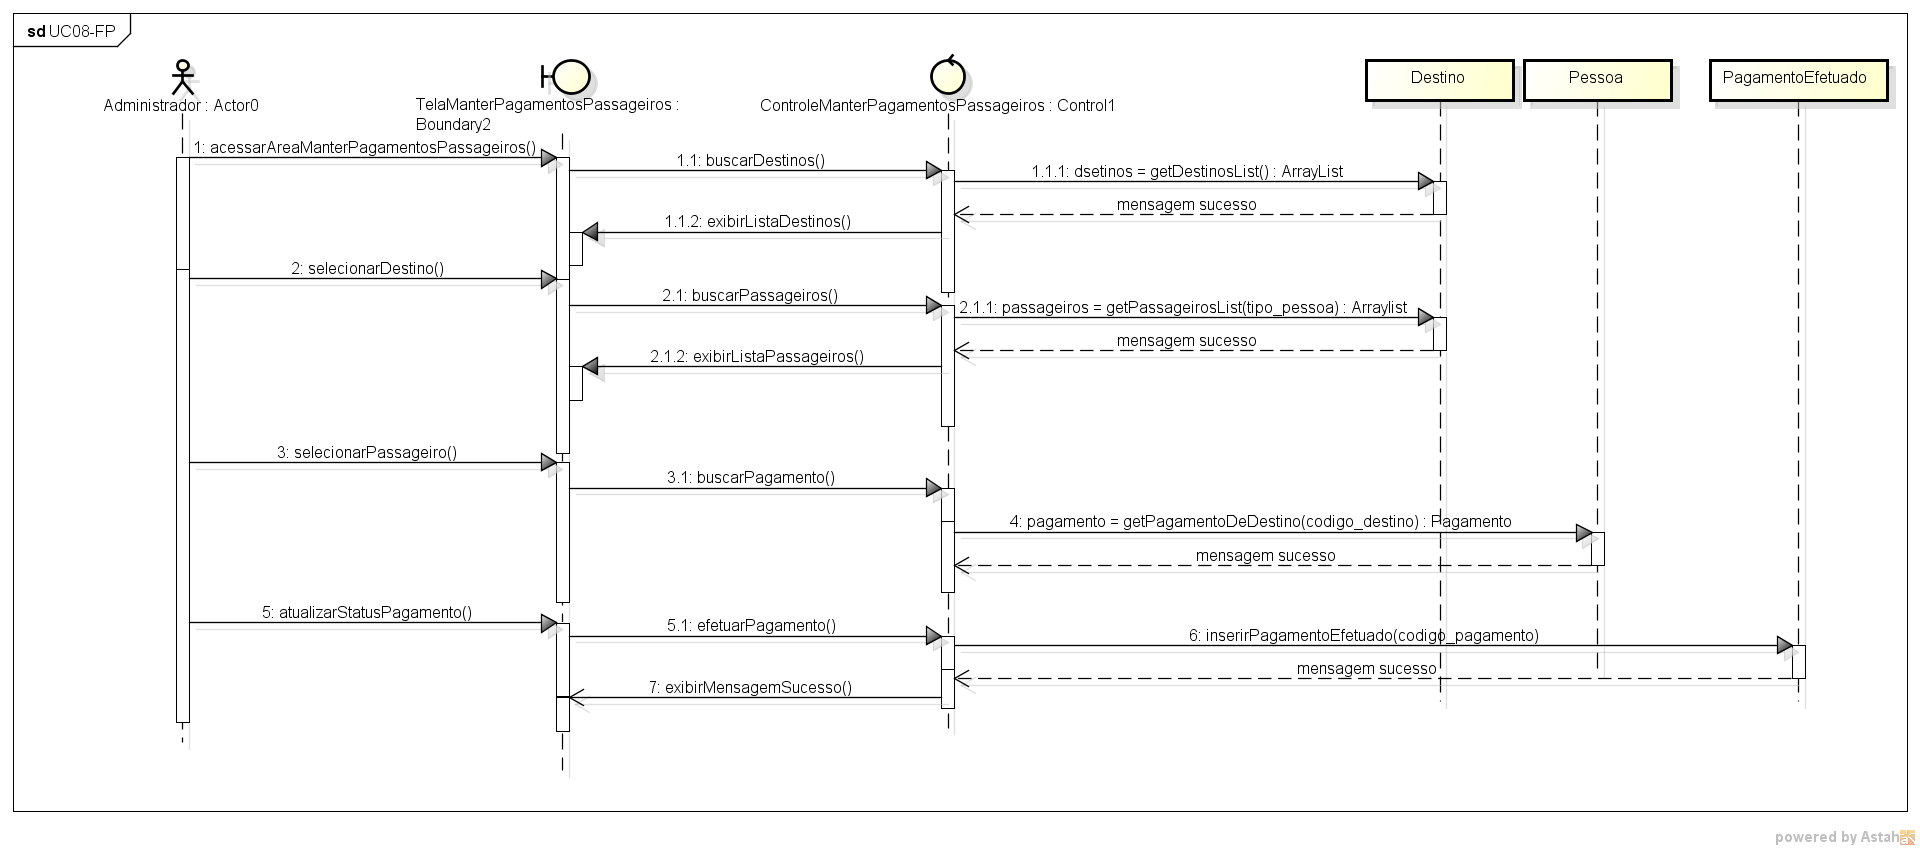 sd UC08-FP
Administrador : Actor0
TelaManterPagamentosPassageiros :
Boundary2
ControleManterPagamentosPassageiros : Control1
Destino
Pessoa
PagamentoEfetuado
1: acessarAreaManterPagamentosPassageiros()
1.1: buscarDestinos()
1.1.1: dsetinos = getDestinosList() : ArrayList
mensagem sucesso
1.1.2: exibirListaDestinos()
2: selecionarDestino()
2.1: buscarPassageiros()
2.1.1: passageiros = getPassageirosList(tipo_pessoa) : Arraylist
mensagem sucesso
2.1.2: exibirListaPassageiros()
3: selecionarPassageiro()
3.1: buscarPagamento()
4: pagamento = getPagamentoDeDestino(codigo_destino) : Pagamento
mensagem sucesso
5: atualizarStatusPagamento()
5.1: efetuarPagamento()
6: inserirPagamentoEfetuado(codigo_pagamento)
mensagem sucesso
7: exibirMensagemSucesso()
powered by Astah